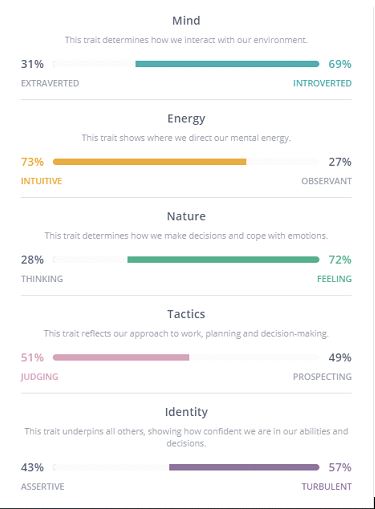 Mind
This trait determines how we interact with our environment.
31% 69%
EXTRAVERTED INTROVERTED
Energy
This trait shows where we direct our mental energy.
73% 27%
INTUITIVE OBSERVANT
Nature
This trait determines how we make decisions and cope with emotions.
28% 72%
THINKING FEELING
Tactics
This trait reflects our approach to work, planning and decision-making.
51% 49%
JUDGING PROSPECTING
Identity
This trait underpins all others, showing how confident we are in our abilities and
decisions.
43% 57%
ASSERTIVE TURBULENT